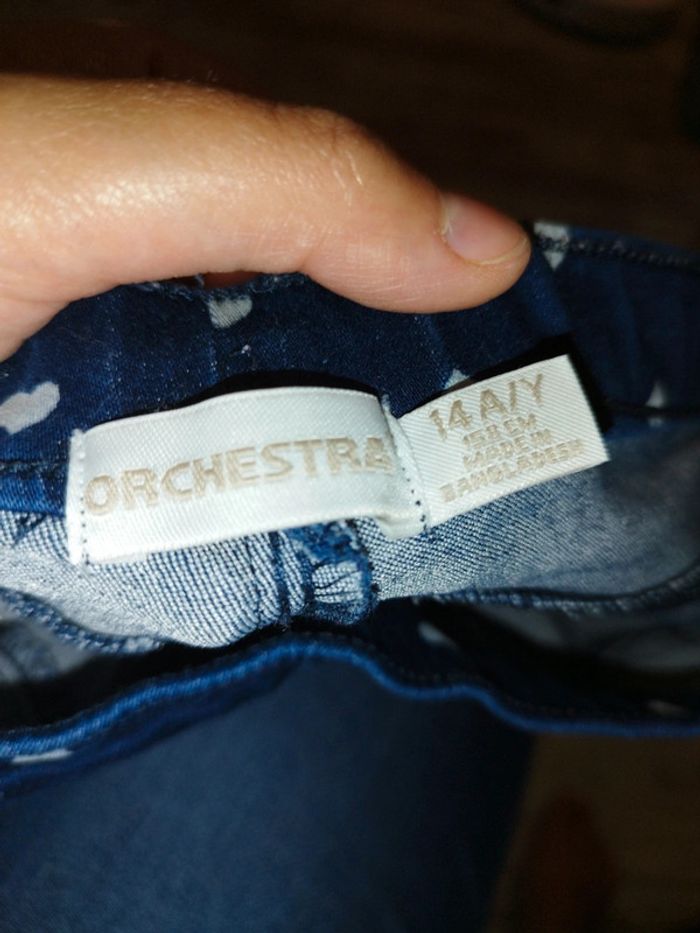 ORCHESTRA
14 A/Y
158 CM
MADE IN
BANGLADESH